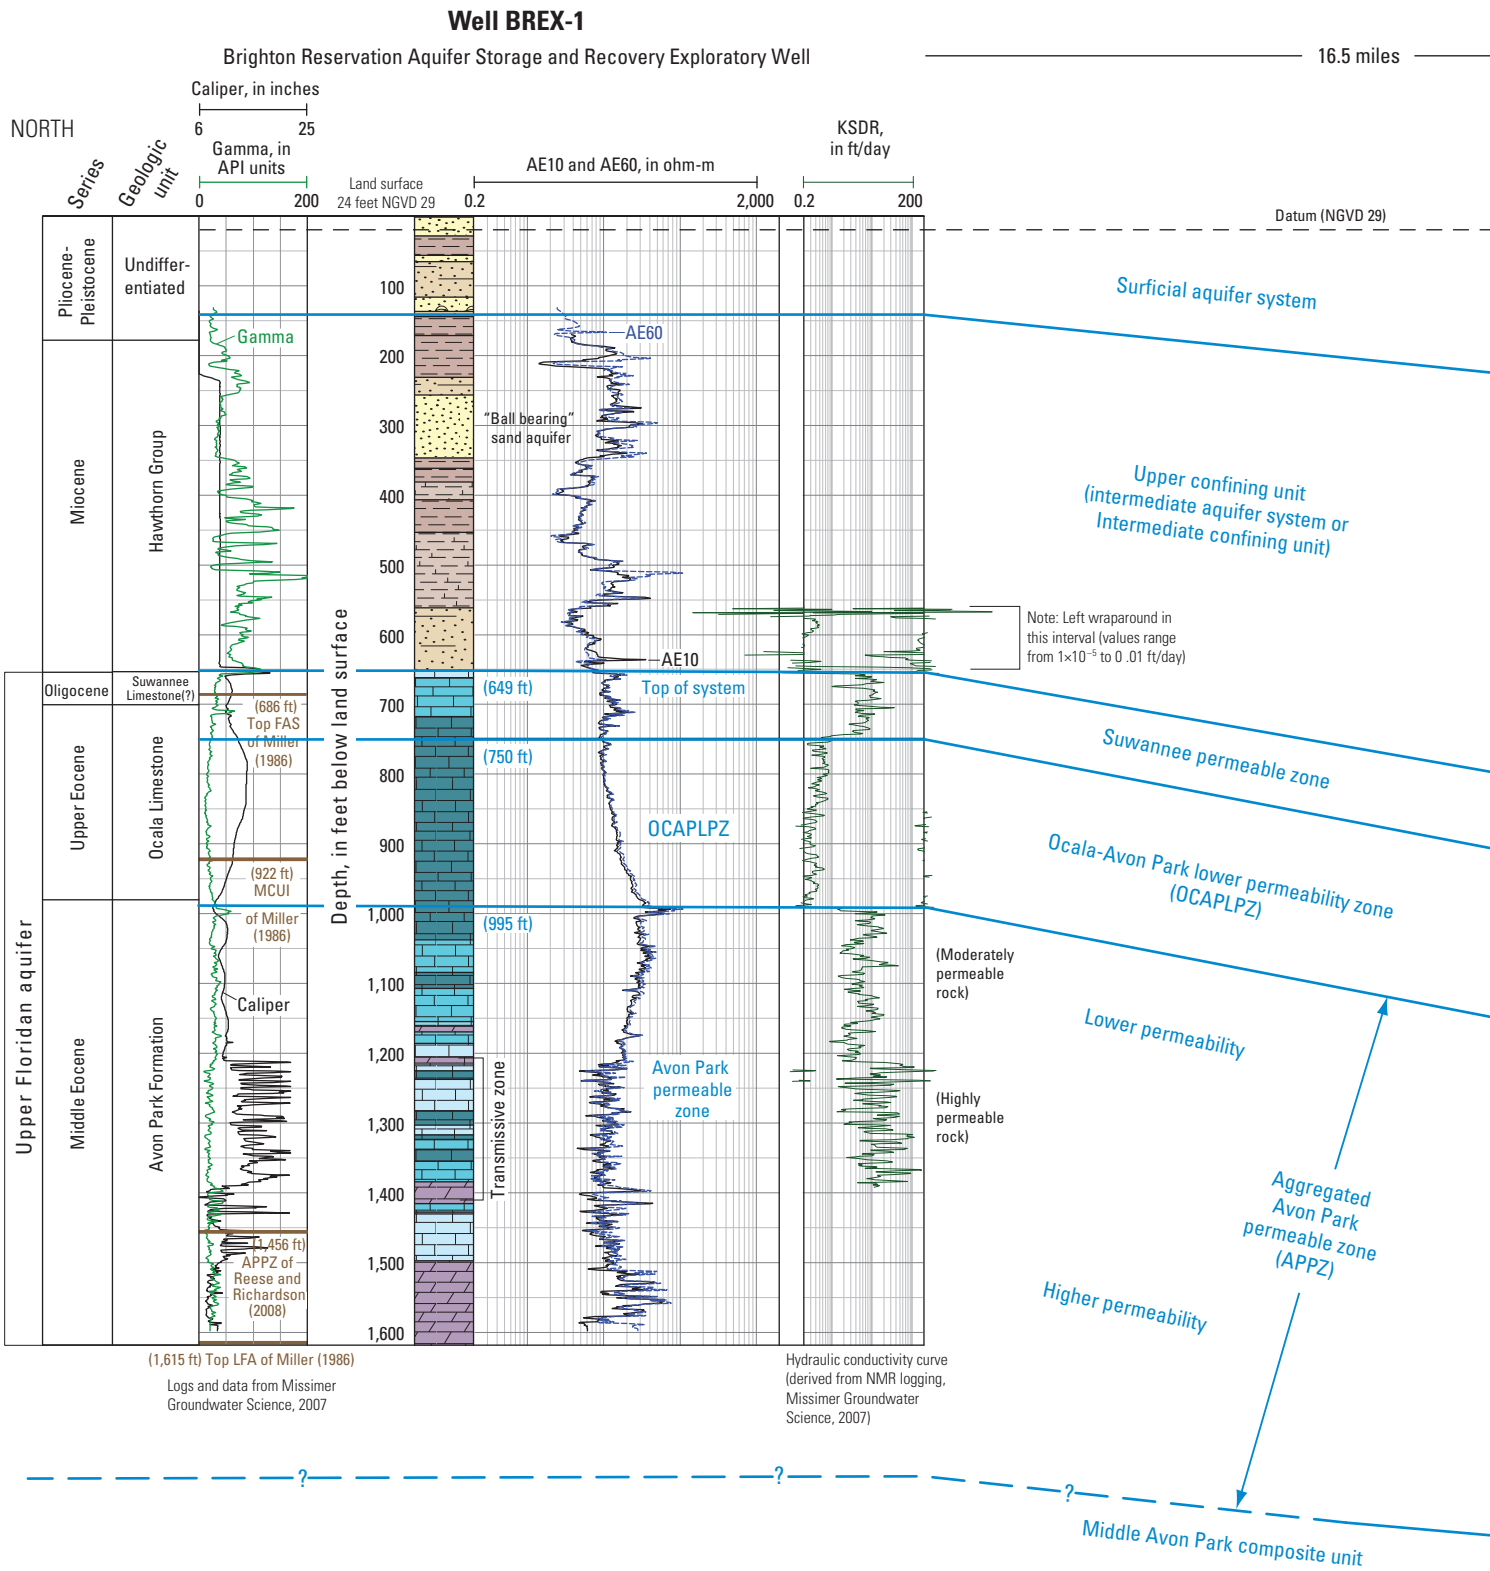 Well BREX-1
Brighton Reservation Aquifer Storage and Recovery Exploratory Well
16.5 miles
NORTH
Caliper, in inches
6 25
Gamma, in
API units
0 200
Series
Geologic
unit
Land surface
24 feet NGVD 29
AE10 and AE60, in ohm-m
0.2 2,000
KSDR,
in ft/day
0.2 200
Datum (NGVD 29)
Pliocene-
Pleistocene
Undiffer-
entiated
Miocene
Hawthorn Group
Oligocene
Suwannee
Limestone(?)
Upper Eocene
Ocala Limestone
Middle Eocene
Avon Park Formation
Upper Floridan aquifer
Gamma
Caliper
(686 ft)
Top FAS
of Miller
(1986)
(922 ft)
MCUI
of Miller
(1986)
(1,456 ft)
APPZ of
Reese and
Richardson
(2008)
(1,615 ft) Top LFA of Miller (1986)
Logs and data from Missimer
Groundwater Science, 2007
Depth, in feet below land surface
100
200
300
400
500
600
700
800
900
1,000
1,100
1,200
1,300
1,400
1,500
1,600
AE60
"Ball bearing"
sand aquifer
AE10
(649 ft)
Top of system
(750 ft)
OCAPLPZ
(995 ft)
Avon Park
permeable
zone
Transmissive zone
Note: Left wraparound in
this interval (values range
from 1×10⁻⁵ to 0 .01 ft/day)
(Moderately
permeable
rock)
(Highly
permeable
rock)
Hydraulic conductivity curve
(derived from NMR logging,
Missimer Groundwater
Science, 2007)
Surficial aquifer system
Upper confining unit
(intermediate aquifer system or
Intermediate confining unit)
Suwannee permeable zone
Ocala-Avon Park lower permeability zone
(OCAPLPZ)
Lower permeability
Aggregated
Avon Park
permeable zone
(APPZ)
Higher permeability
? ? ?
Middle Avon Park composite unit